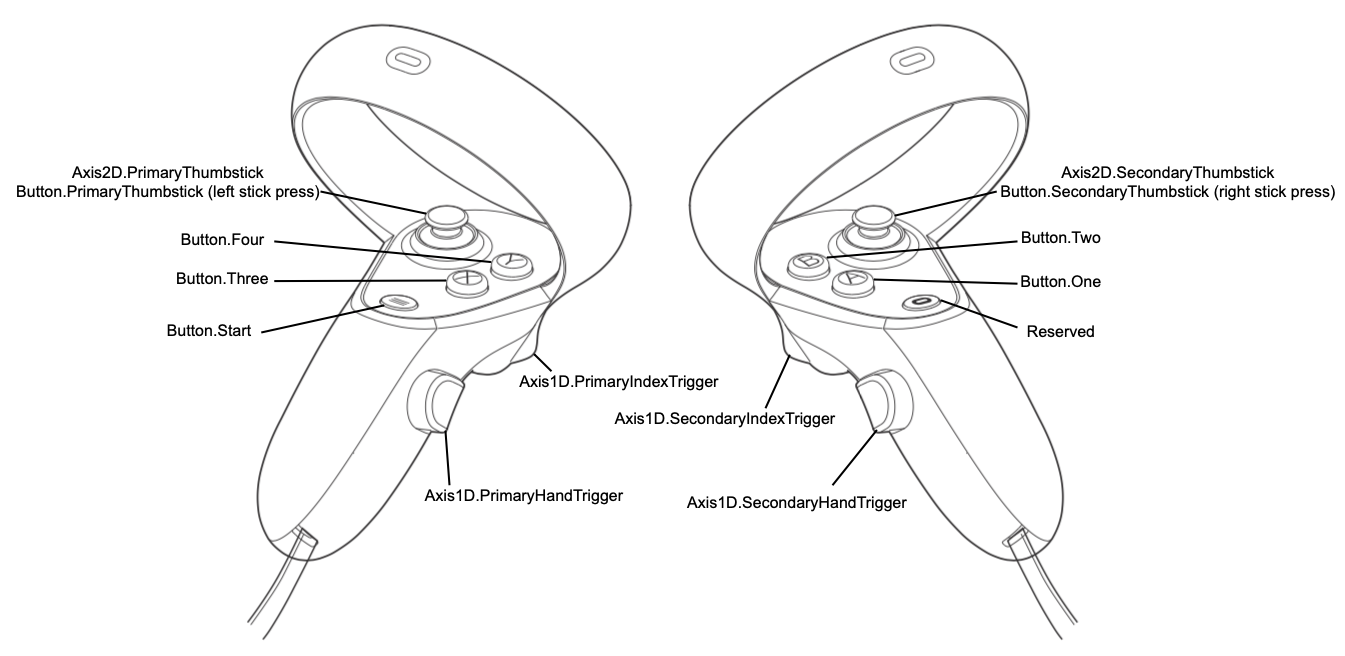 Axis2D.PrimaryThumbstick
Button.PrimaryThumbstick (left stick press)
Button.Four
Y
Button.Three
X
Button.Start
Axis1D.PrimaryIndexTrigger
Axis1D.PrimaryHandTrigger
Axis2D.SecondaryThumbstick
Button.SecondaryThumbstick (right stick press)
Button.Two
B
Button.One
A
Reserved
Axis1D.SecondaryIndexTrigger
Axis1D.SecondaryHandTrigger